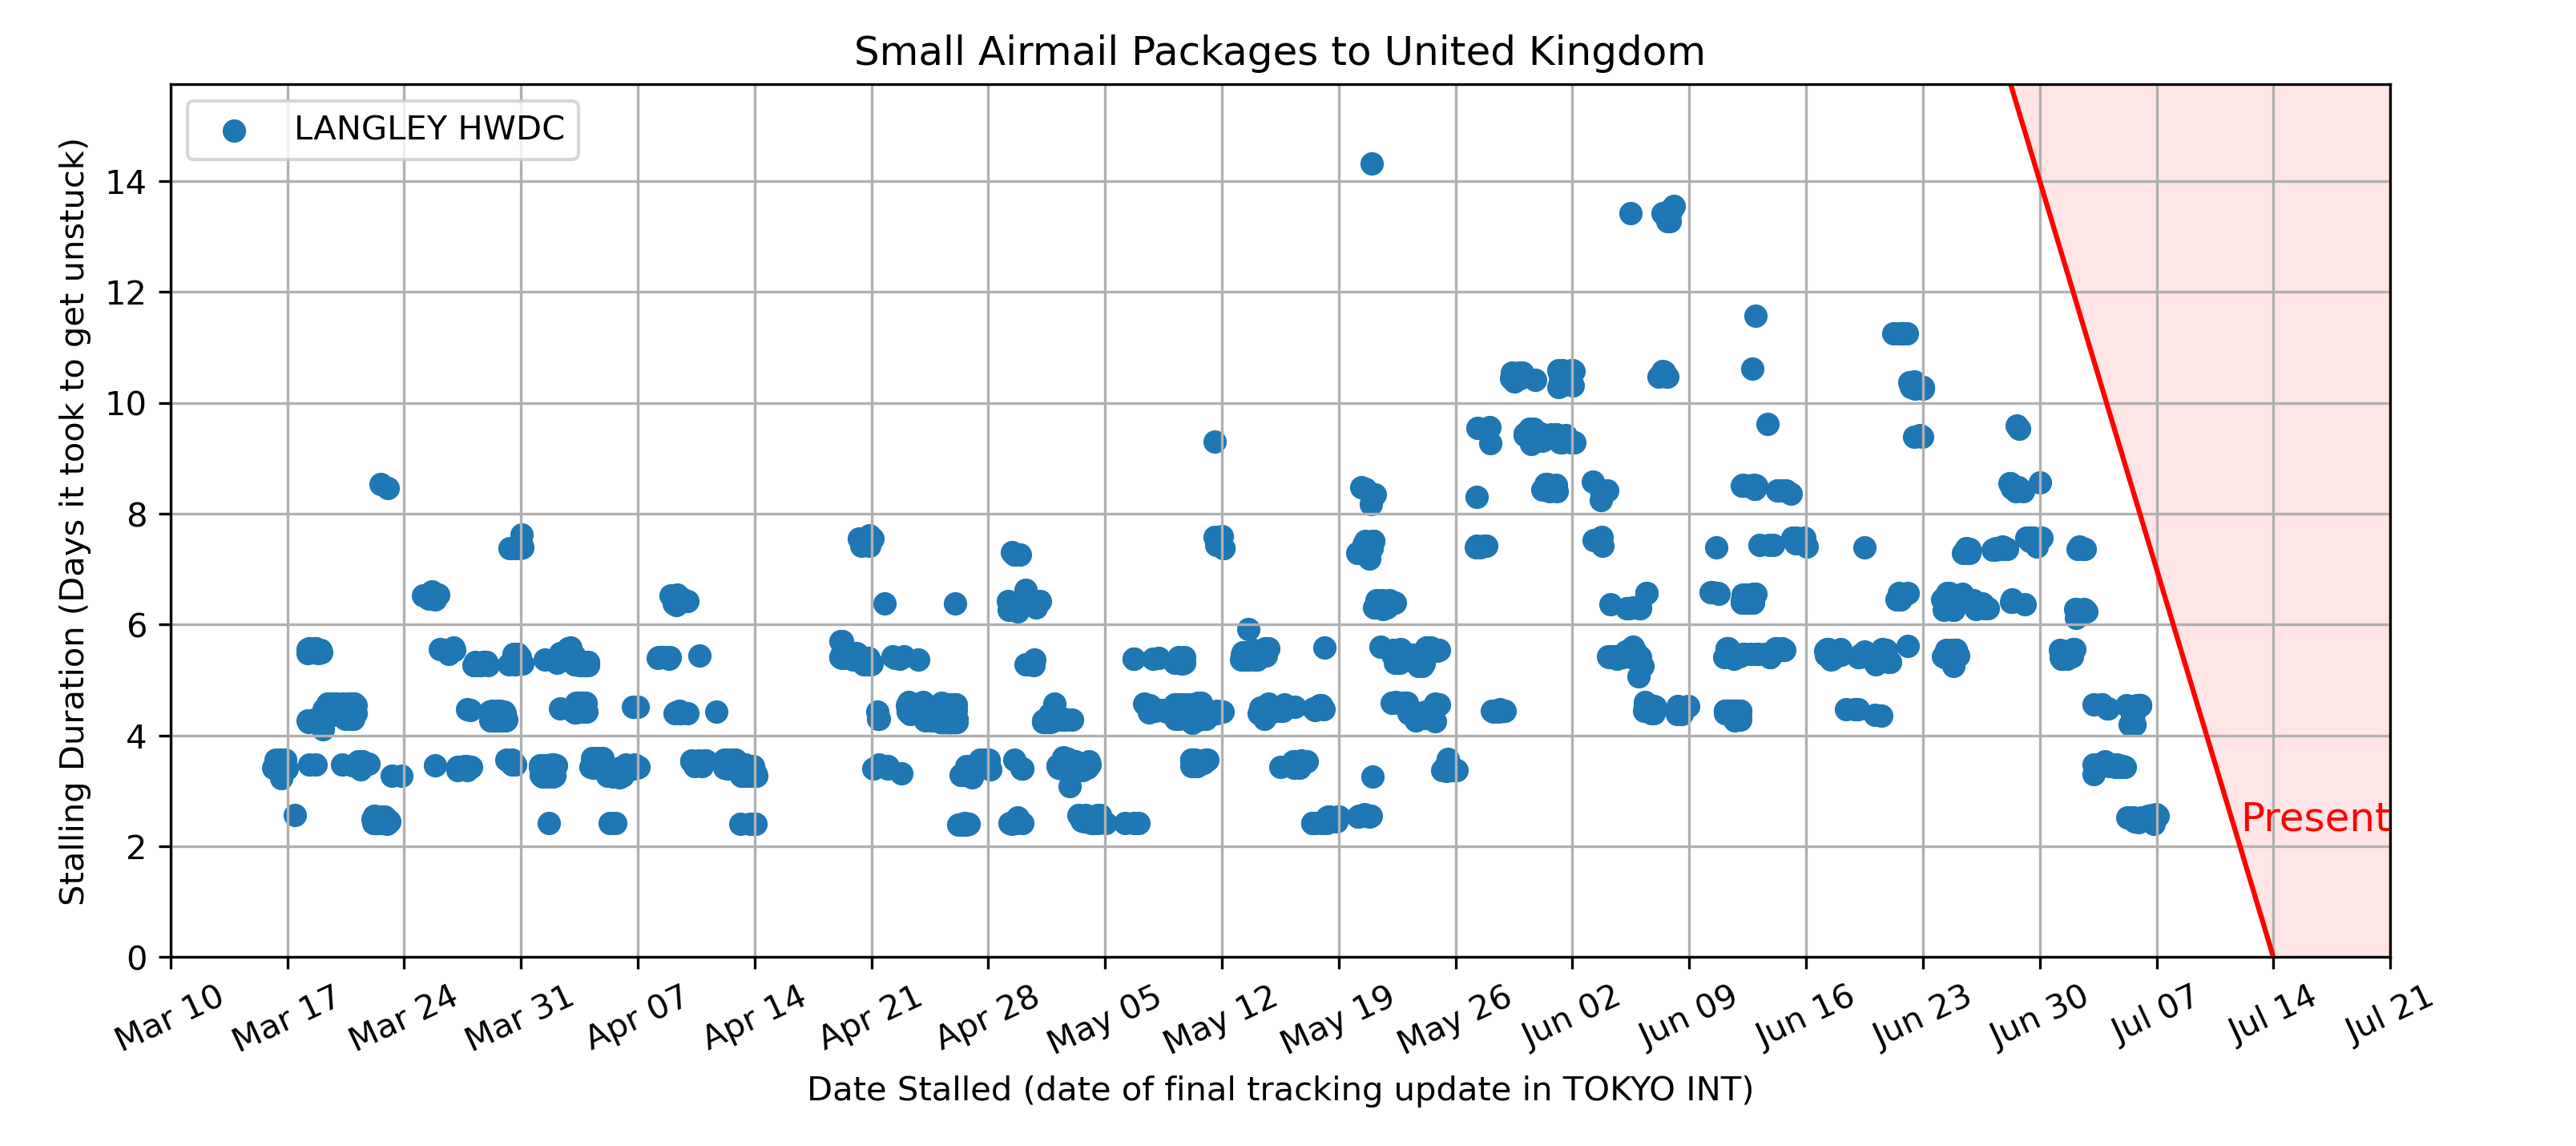 Small Airmail Packages to United Kingdom
LANGLEY HWDC
Stalling Duration (Days it took to get unstuck)
14
12
10
8
6
4
2
0
Present
Mar 10
Mar 17
Mar 24
Mar 31
Apr 07
Apr 14
Apr 21
Apr 28
May 05
May 12
May 19
May 26
Jun 02
Jun 09
Jun 16
Jun 23
Jun 30
Jul 07
Jul 14
Jul 21
Date Stalled (date of final tracking update in TOKYO INT)